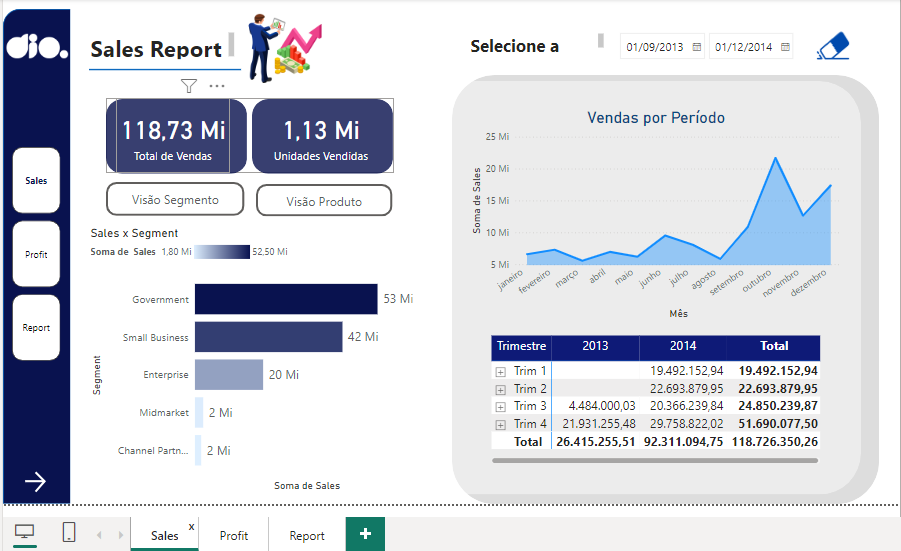 dio.
Sales Report
Selecione a
01/09/2013
01/12/2014
118,73 Mi
Total de Vendas
1,13 Mi
Unidades Vendidas
Visão Segmento
Visão Produto
Sales
Profit
Report
Sales x Segment
Soma de Sales 1,80 Mi 52,50 Mi
Segment
Government 53 Mi
Small Business 42 Mi
Enterprise 20 Mi
Midmarket 2 Mi
Channel Partn... 2 Mi
Soma de Sales
Vendas por Período
Soma de Sales
25 Mi
20 Mi
15 Mi
10 Mi
5 Mi
janeiro fevereiro março abril maio junho julho agosto setembro outubro novembro dezembro
Mês
Trimestre 2013 2014 Total
Trim 1 19.492.152,94 19.492.152,94
Trim 2 22.693.879,95 22.693.879,95
Trim 3 4.484.000,03 20.366.239,84 24.850.239,87
Trim 4 21.931.255,48 29.758.822,02 51.690.077,50
Total 26.415.255,51 92.311.094,75 118.726.350,26
Sales x Profit Report +